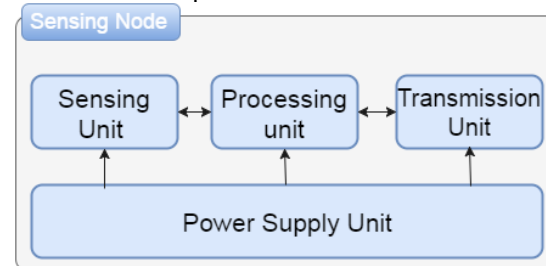 Sensing Node
Sensing
Unit
Processing
unit
Transmission
Unit
Power Supply Unit